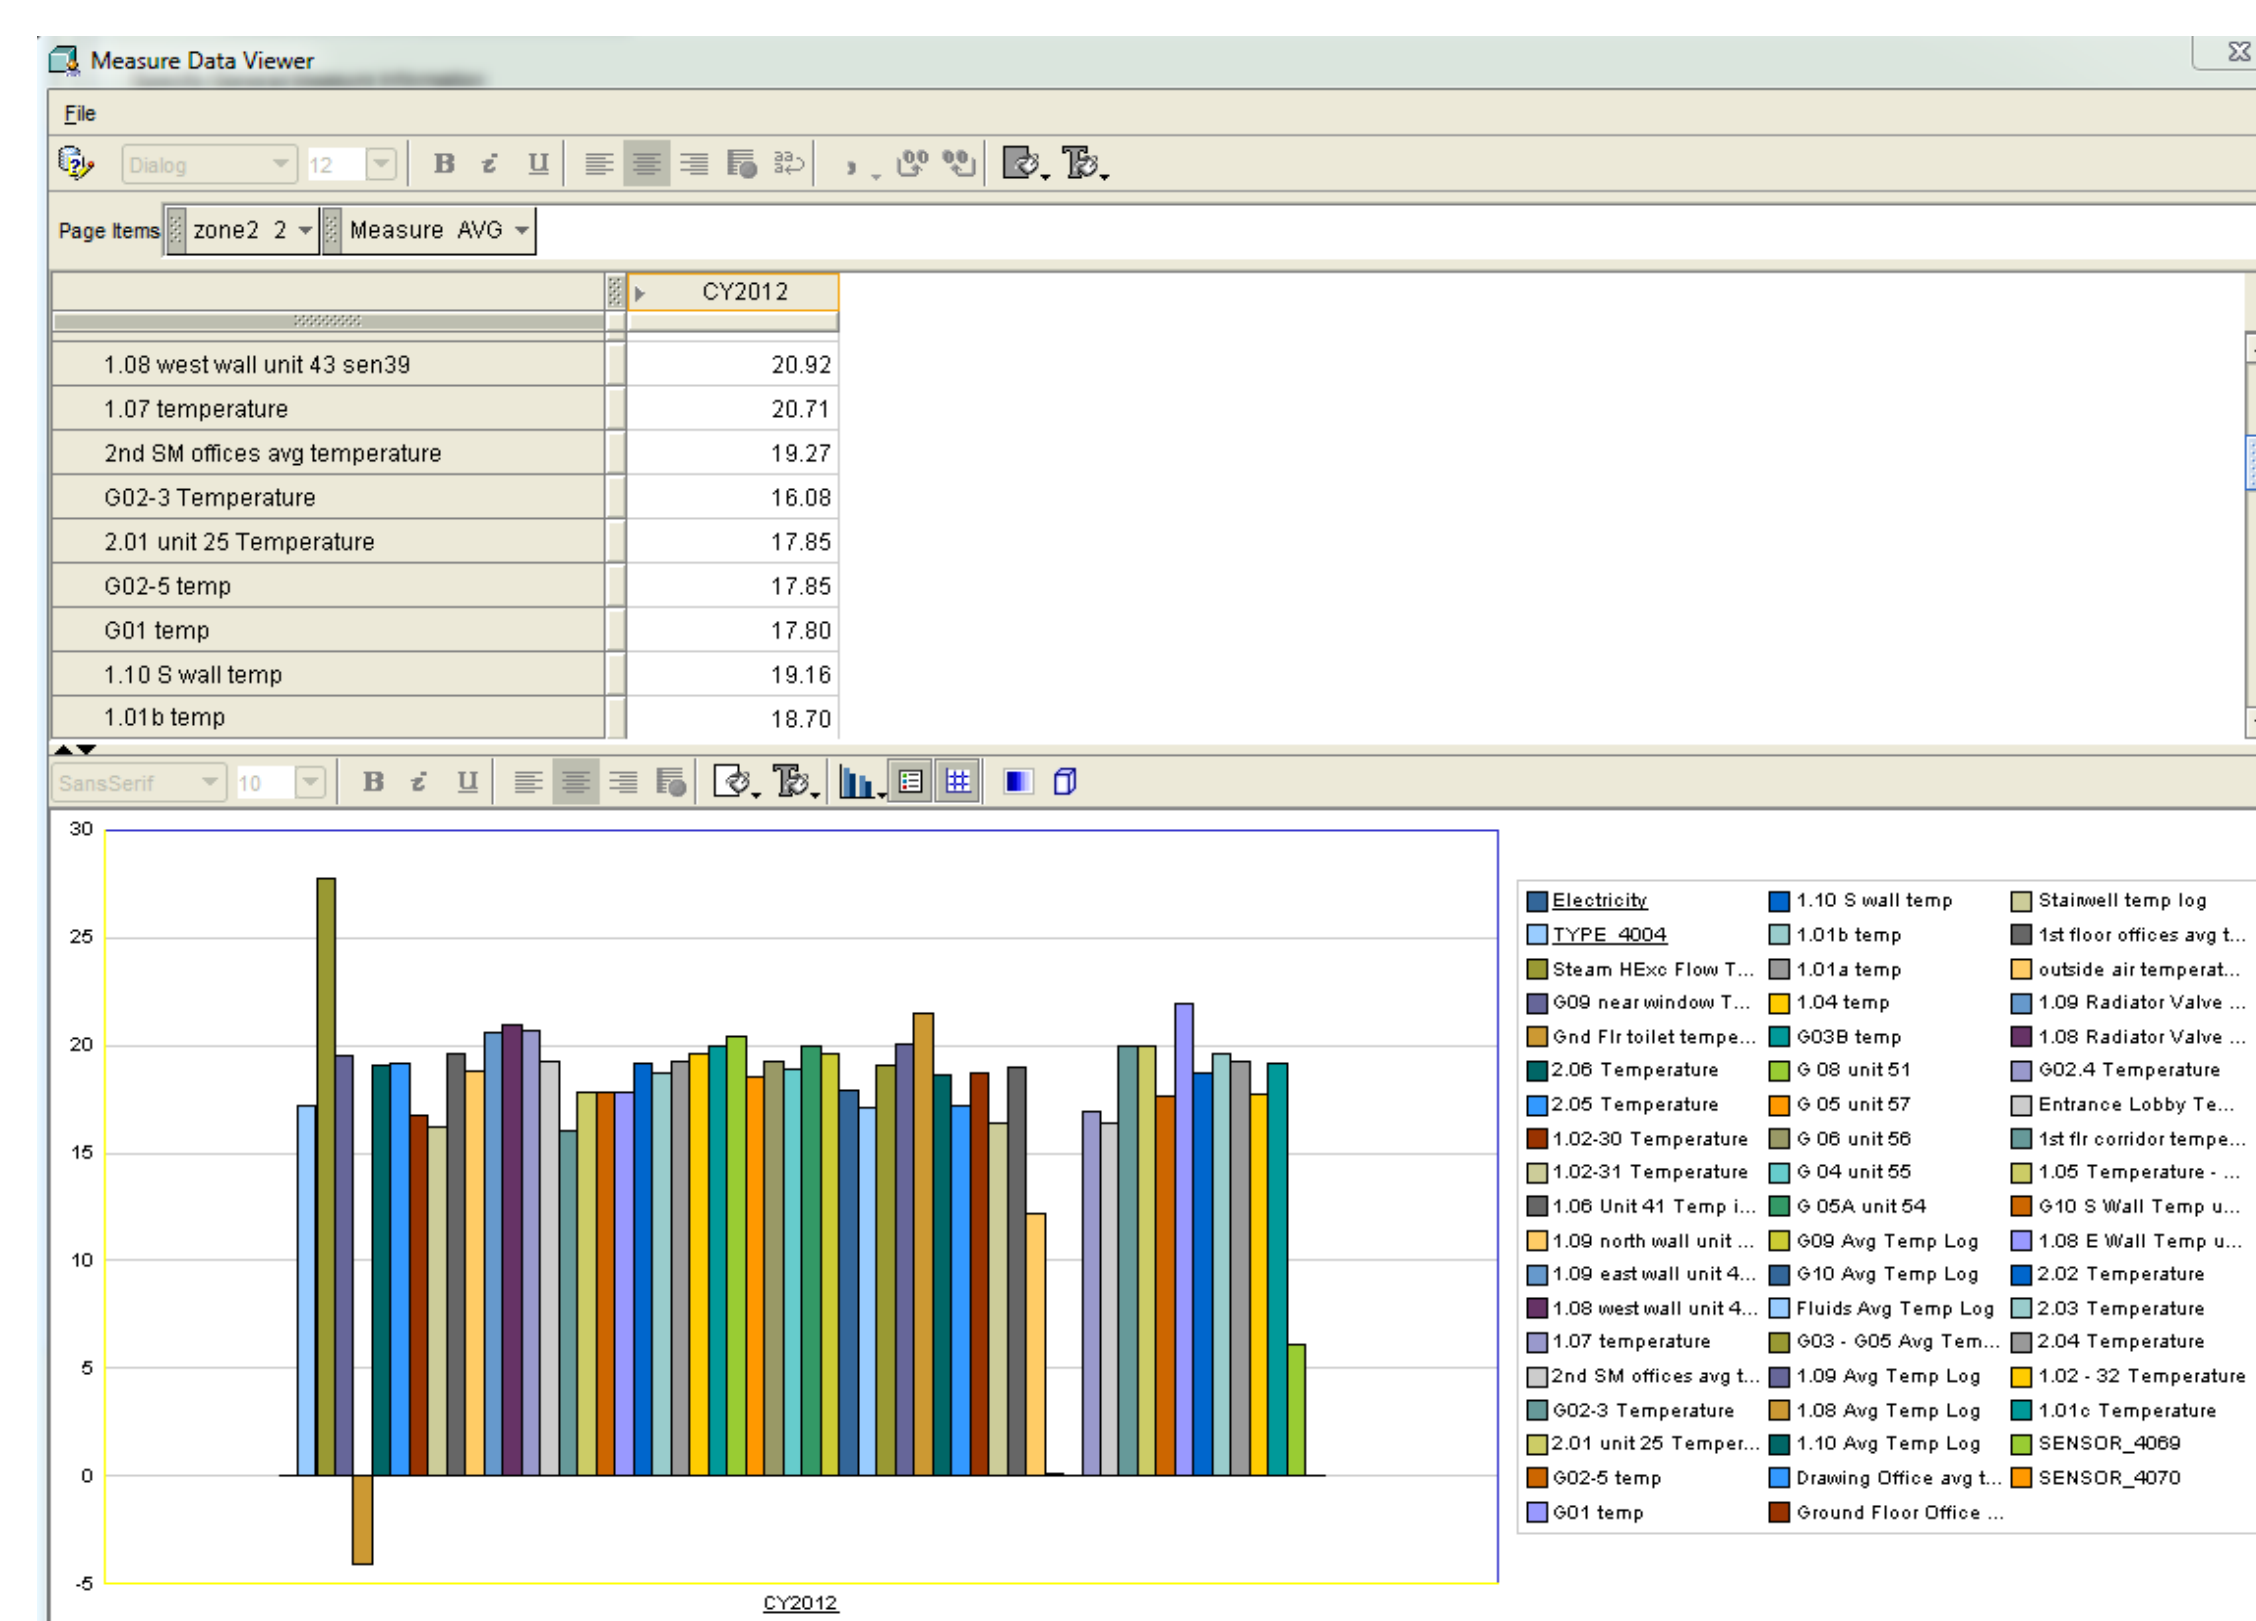 Measure Data Viewer
File
Dialog 12 B i U
Page Items zone2 2 Measure AVG
CY2012
1.08 west wall unit 43 sen39 20.92
1.07 temperature 20.71
2nd SM offices avg temperature 19.27
G02-3 Temperature 16.08
2.01 unit 25 Temperature 17.85
G02-5 temp 17.85
G01 temp 17.80
1.10 S wall temp 19.16
1.01b temp 18.70
SansSerif 10 B i U
30
25
20
15
10
5
0
-5
CY2012
Electricity
TYPE_4004
Steam HExc Flow T...
G09 near window T...
Gnd Flr toilet tempe...
2.06 Temperature
2.05 Temperature
1.02-30 Temperature
1.02-31 Temperature
1.06 Unit 41 Temp i...
1.09 north wall unit ...
1.09 east wall unit 4...
1.08 west wall unit 4...
1.07 temperature
2nd SM offices avg t...
G02-3 Temperature
2.01 unit 25 Temper...
G02-5 temp
G01 temp
1.10 S wall temp
1.01b temp
1.01a temp
1.04 temp
G03B temp
G 08 unit 51
G 05 unit 57
G 06 unit 56
G 04 unit 55
G 05A unit 54
G09 Avg Temp Log
G10 Avg Temp Log
Fluids Avg Temp Log
G03 - G05 Avg Tem...
1.09 Avg Temp Log
1.08 Avg Temp Log
1.10 Avg Temp Log
Drawing Office avg t...
Ground Floor Office ...
Stairwell temp log
1st floor offices avg t...
outside air temperat...
1.09 Radiator Valve ...
1.08 Radiator Valve ...
G02.4 Temperature
Entrance Lobby Te...
1st flr corridor tempe...
1.05 Temperature - ...
G10 S Wall Temp u...
1.08 E Wall Temp u...
2.02 Temperature
2.03 Temperature
2.04 Temperature
1.02 - 32 Temperature
1.01c Temperature
SENSOR_4069
SENSOR_4070